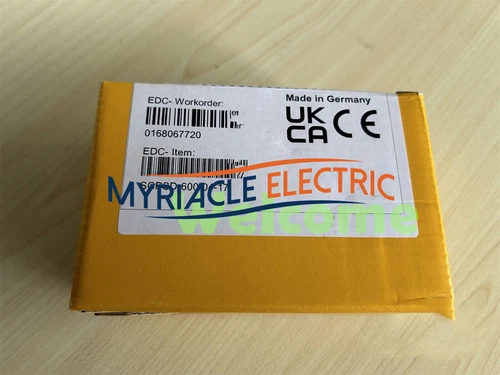 EDC- Workorder:
Made in Germany
0168067720
UK
CA CE
EDC- Item:
MYRIACLE ELECTRIC
Welcome